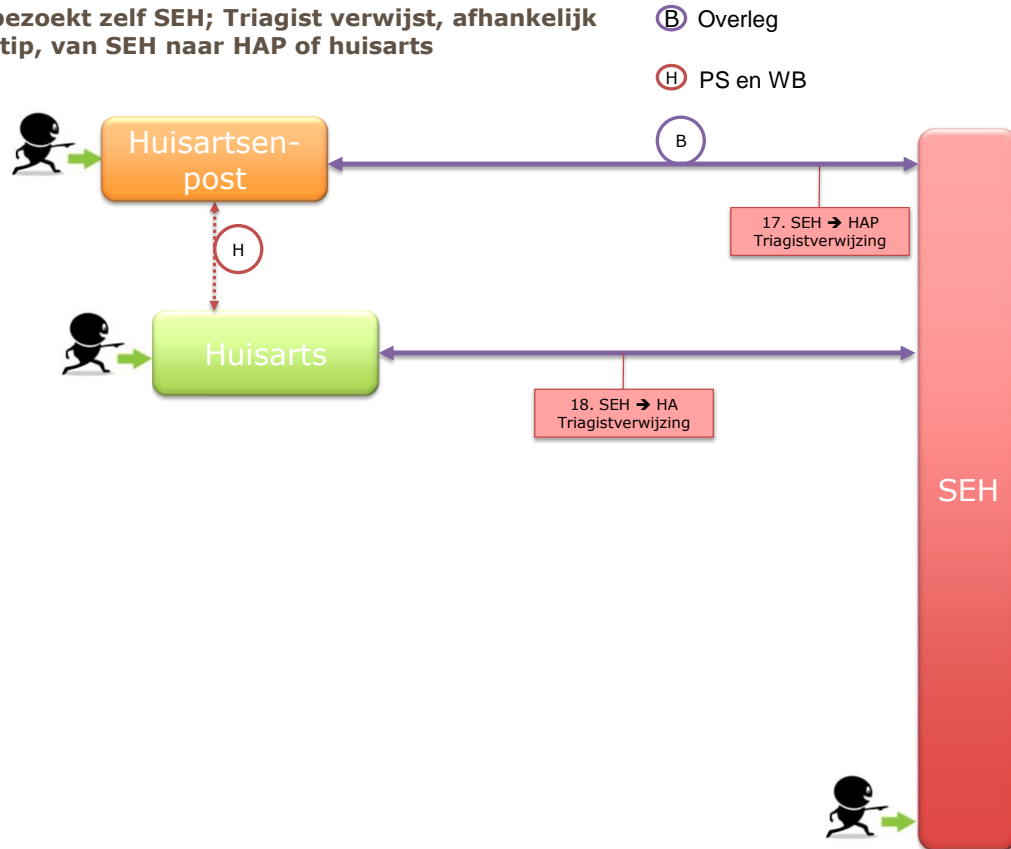 bezoekt zelf SEH; Triagist verwijst, afhankelijk
tip, van SEH naar HAP of huisarts
B Overleg
H PS en WB
Huisartsen-
post
B
17. SEH → HAP
Triagistverwijzing
H
Huisarts
18. SEH → HA
Triagistverwijzing
SEH